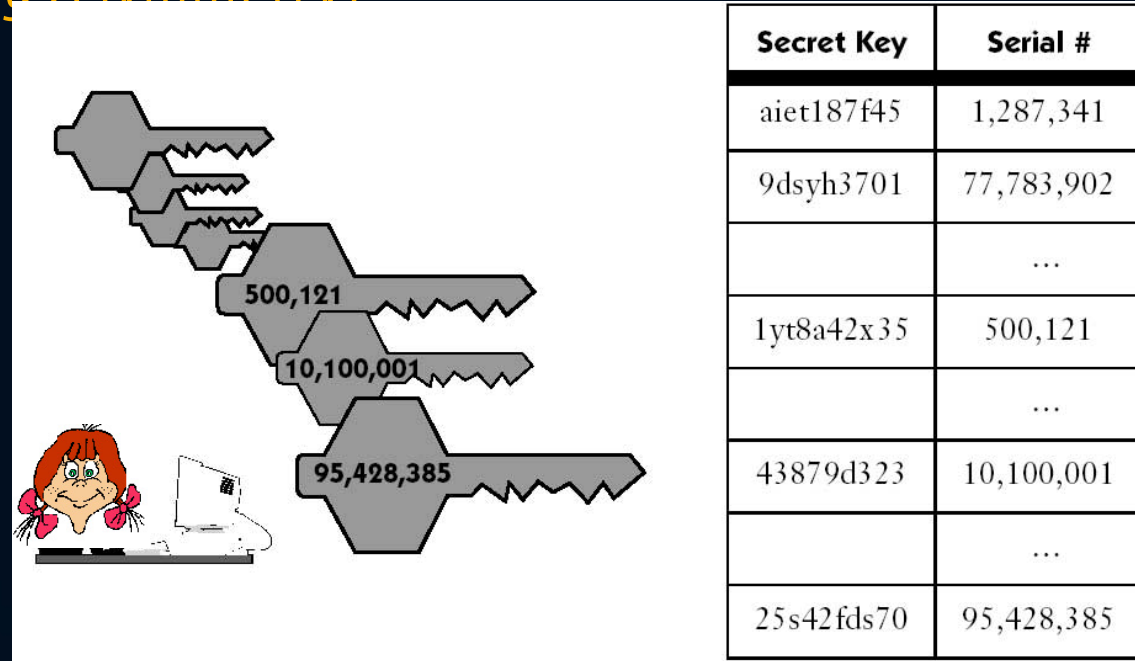 500,121
10,100,001
95,428,385
Secret Key Serial #
aiet187f45 1,287,341
9dsyh3701 77,783,902
...
1yt8a42x35 500,121
...
43879d323 10,100,001
...
25s42fds70 95,428,385